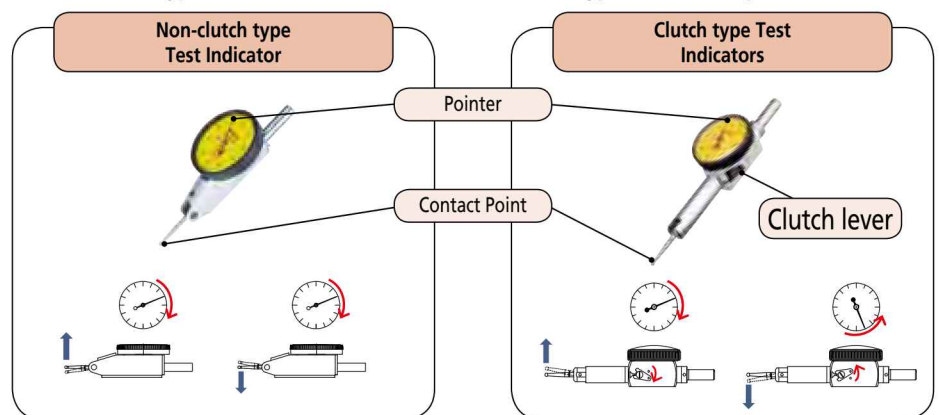 Non-clutch type
Test Indicator
Clutch type Test
Indicators
Pointer
Contact Point
Clutch lever